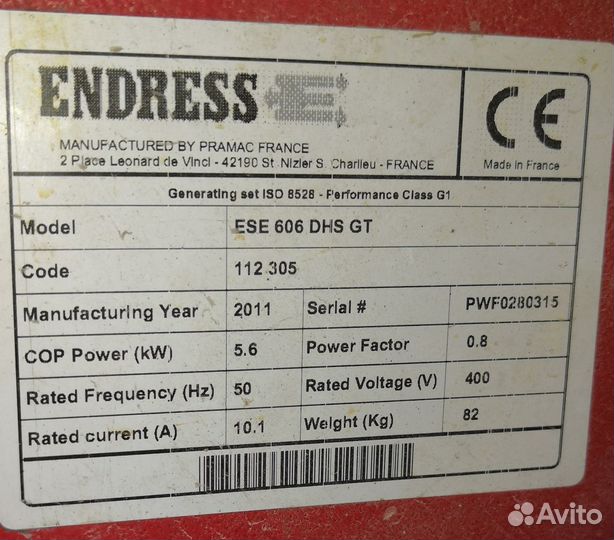 ENDRESS E
MANUFACTURED BY PRAMAC FRANCE
2 Place Leonard de Vinci - 42190 St. Nizier S. Charlieu - FRANCE
CE
Made in France
Generating set ISO 8528 - Performance Class G1
Model ESE 606 DHS GT
Code 112 305
Manufacturing Year 2011 Serial # PWF0280315
COP Power (kW) 5.6 Power Factor 0.8
Rated Frequency (Hz) 50 Rated Voltage (V) 400
Rated current (A) 10.1 Weight (Kg) 82
Avito